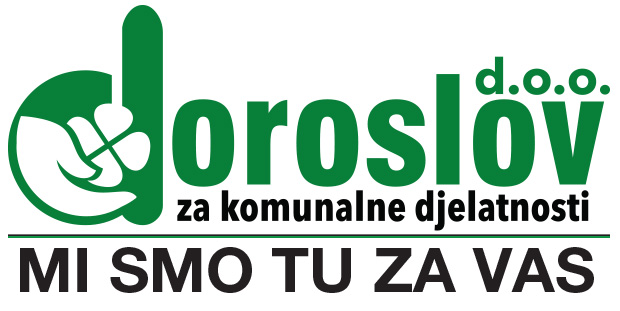 doroslov d.o.o.
za komunalne djelatnosti
MI SMO TU ZA VAS